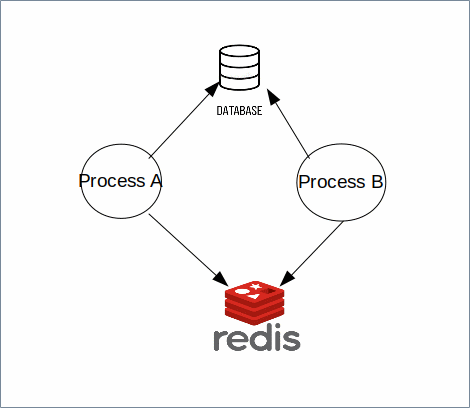 DATABASE
Process A
Process B
redis